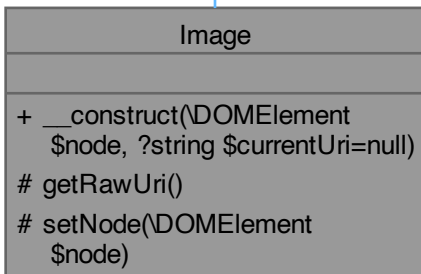 Image
+ __construct(\DOMElement
$node, ?string $currentUri=null)
# getRawUri()
# setNode(\DOMElement
$node)